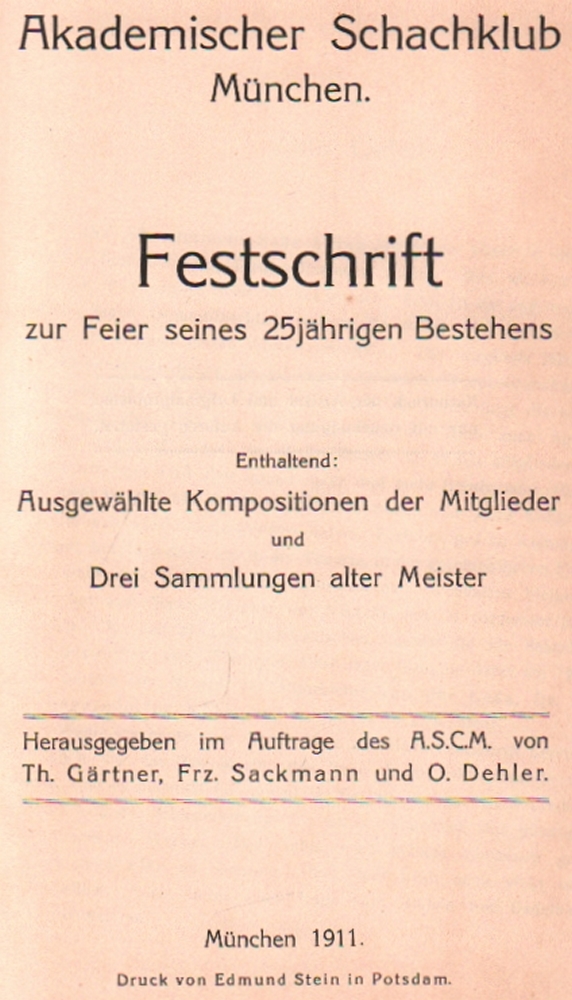 Akademischer Schachklub
München.
Festschrift
zur Feier seines 25jährigen Bestehens
Enthaltend:
Ausgewählte Kompositionen der Mitglieder
und
Drei Sammlungen alter Meister
Herausgegeben im Auftrage des A.S.C.M. von
Th. Gärtner, Frz. Sackmann und O. Dehler.
München 1911.
Druck von Edmund Stein in Potsdam.